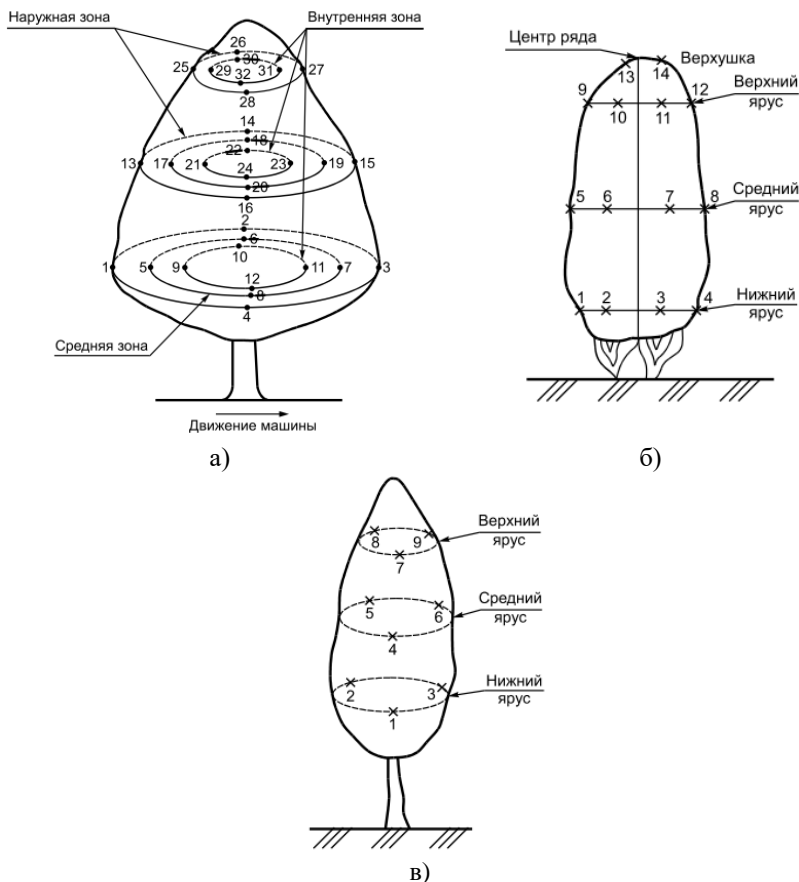 Наружная зона Внутренняя зона
26
30
25 29 31 27
32
28
14
18
22
13 17 21 23 19 15
24
20
16
2
6
10
1 5 9 11 7 3
12
8
4
Средняя зона
Движение машины
а)
Центр ряда
Верхушка
13 14
Верхний
ярус
9 12
10 11
Средний
ярус
5 6 7 8
Нижний
ярус
1 2 3 4
б)
Верхний
ярус
8 9
7
Средний
ярус
5 6
4
Нижний
ярус
2 3
1
в)